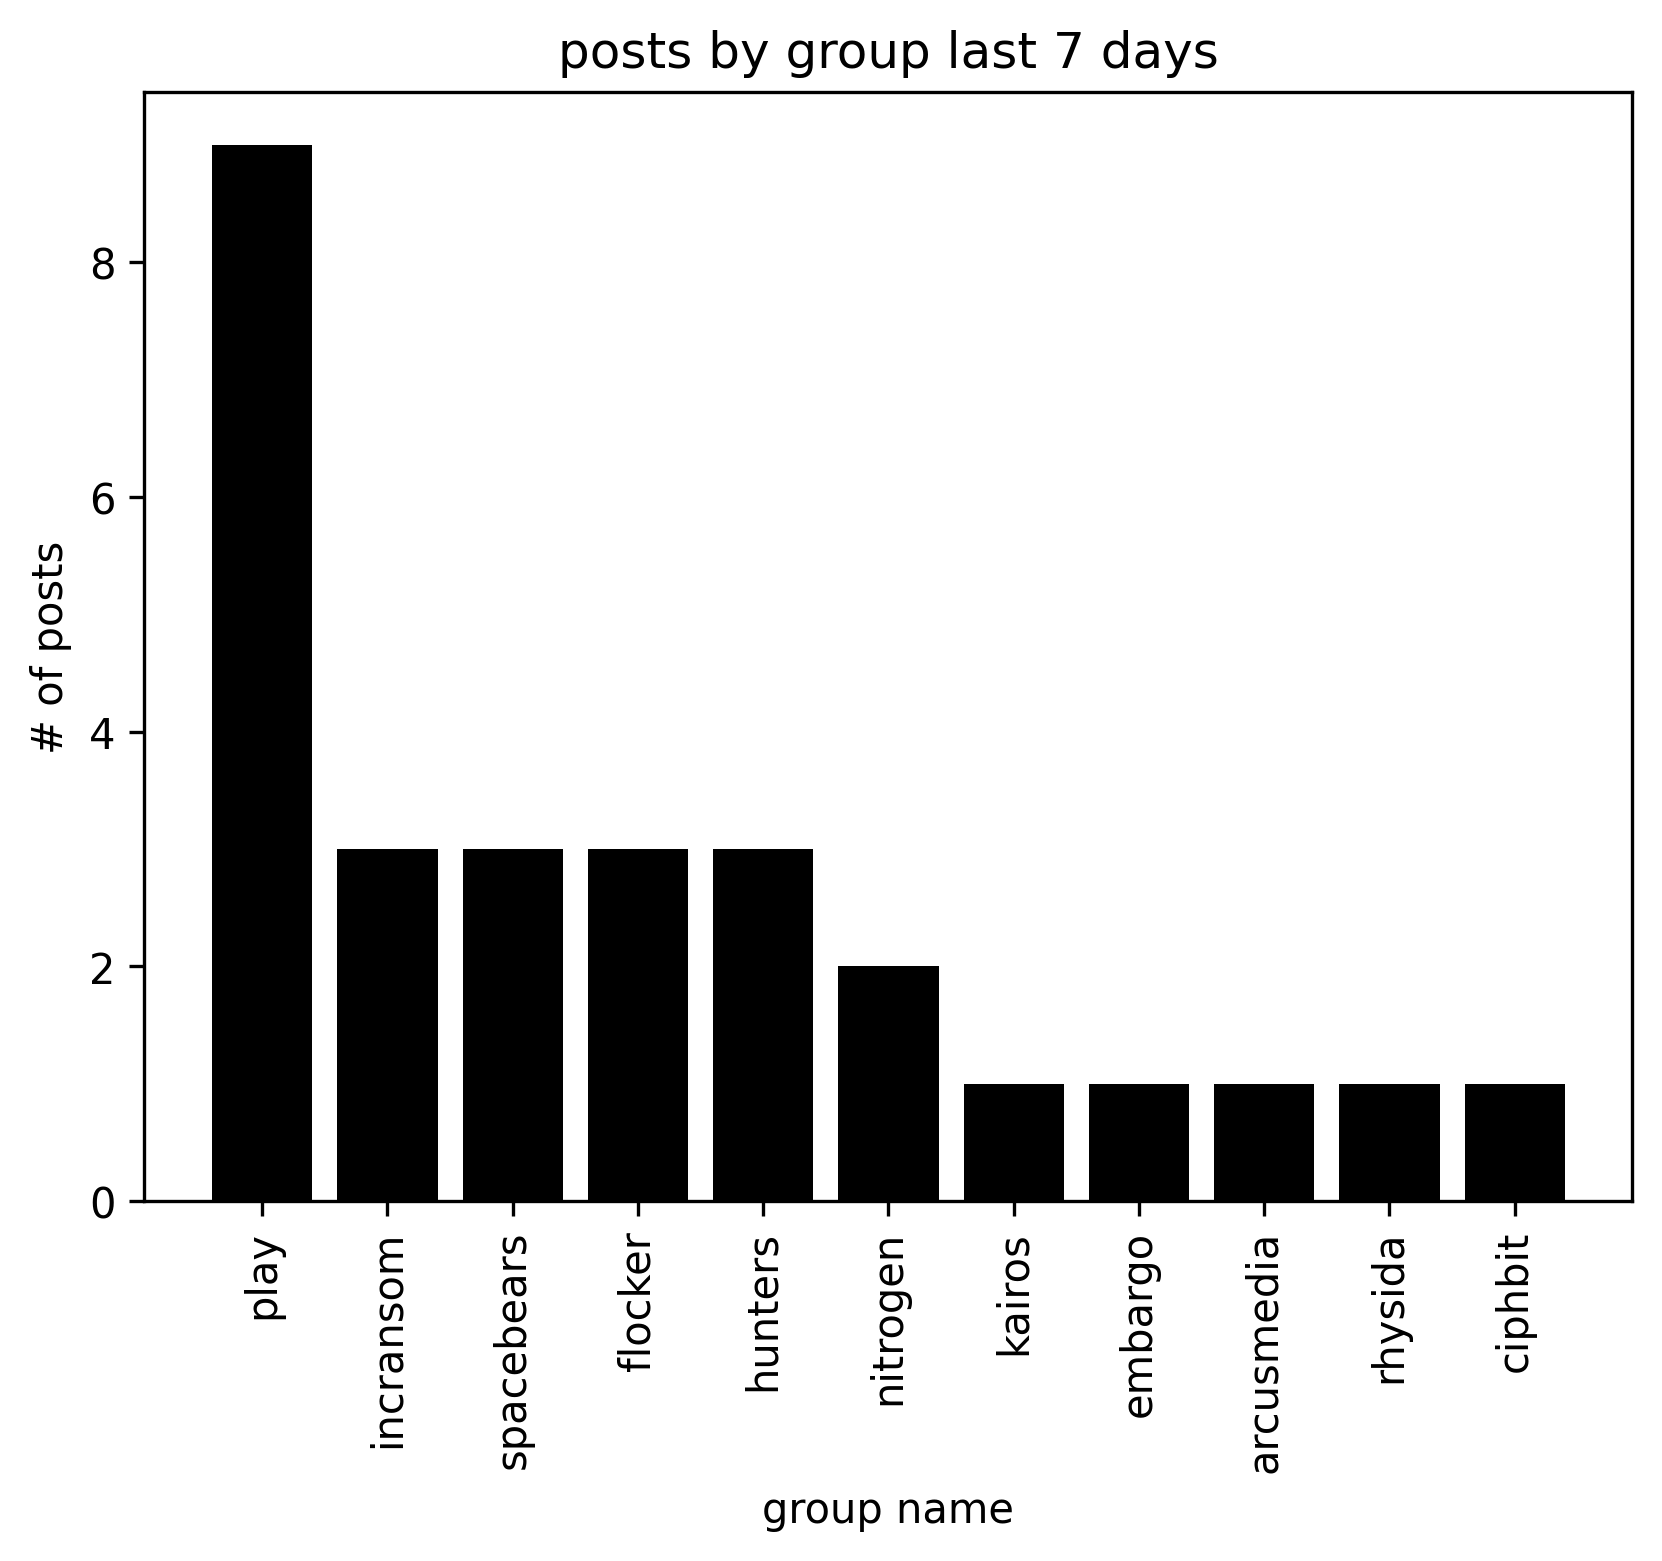 posts by group last 7 days
# of posts
8
6
4
2
0
play
incransom
spacebears
flocker
hunters
nitrogen
kairos
embargo
arcusmedia
rhysida
ciphbit
group name